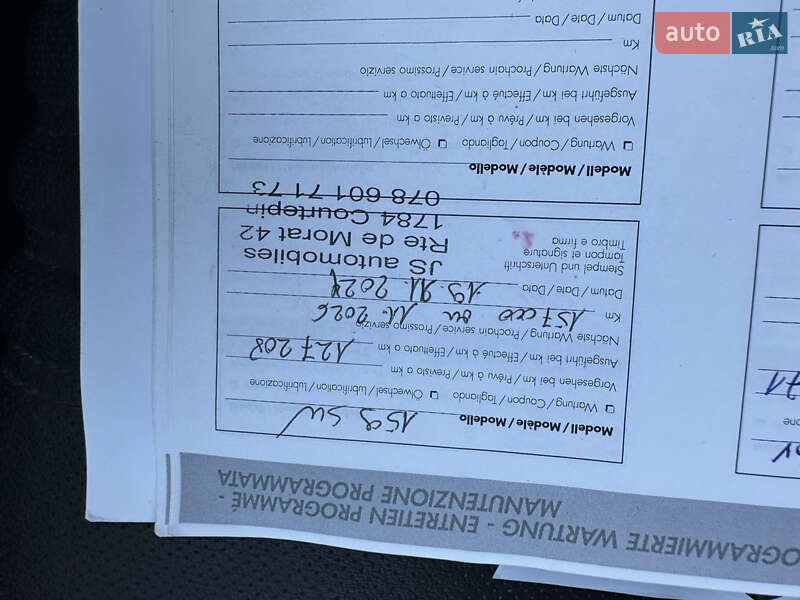 OGRAMMIERTE WARTUNG - ENTRETIEN PROGRAMMÉ -
MANUTENZIONE PROGRAMMATA
Modell / Modèle / Modello 159 SW
❑ Wartung / Coupon / Tagliando ❑ Ölwechsel / Lubrification / Lubrificazione
Vorgesehen bei km / Prévu à km / Previsto a km
Ausgeführt bei km / Effectué à km / Effettuato a km 127208
Nächste Wartung / Prochain service / Prossimo servizio
Km 157000 ou 11.2026
Datum / Date / Data 19.11.2024
Stempel und Unterschrift
Tampon et signature
Timbro e firma
JS automobiles
Rte de Morat 42
1784 Courtepin
078 601 71 73
Modell / Modèle / Modello
❑ Wartung / Coupon / Tagliando ❑ Ölwechsel / Lubrification / Lubrificazione
Vorgesehen bei km / Prévu à km / Previsto a km
Ausgeführt bei km / Effectué à km / Effettuato a km
Nächste Wartung / Prochain service / Prossimo servizio
Km
Datum / Date / Data
auto RIA